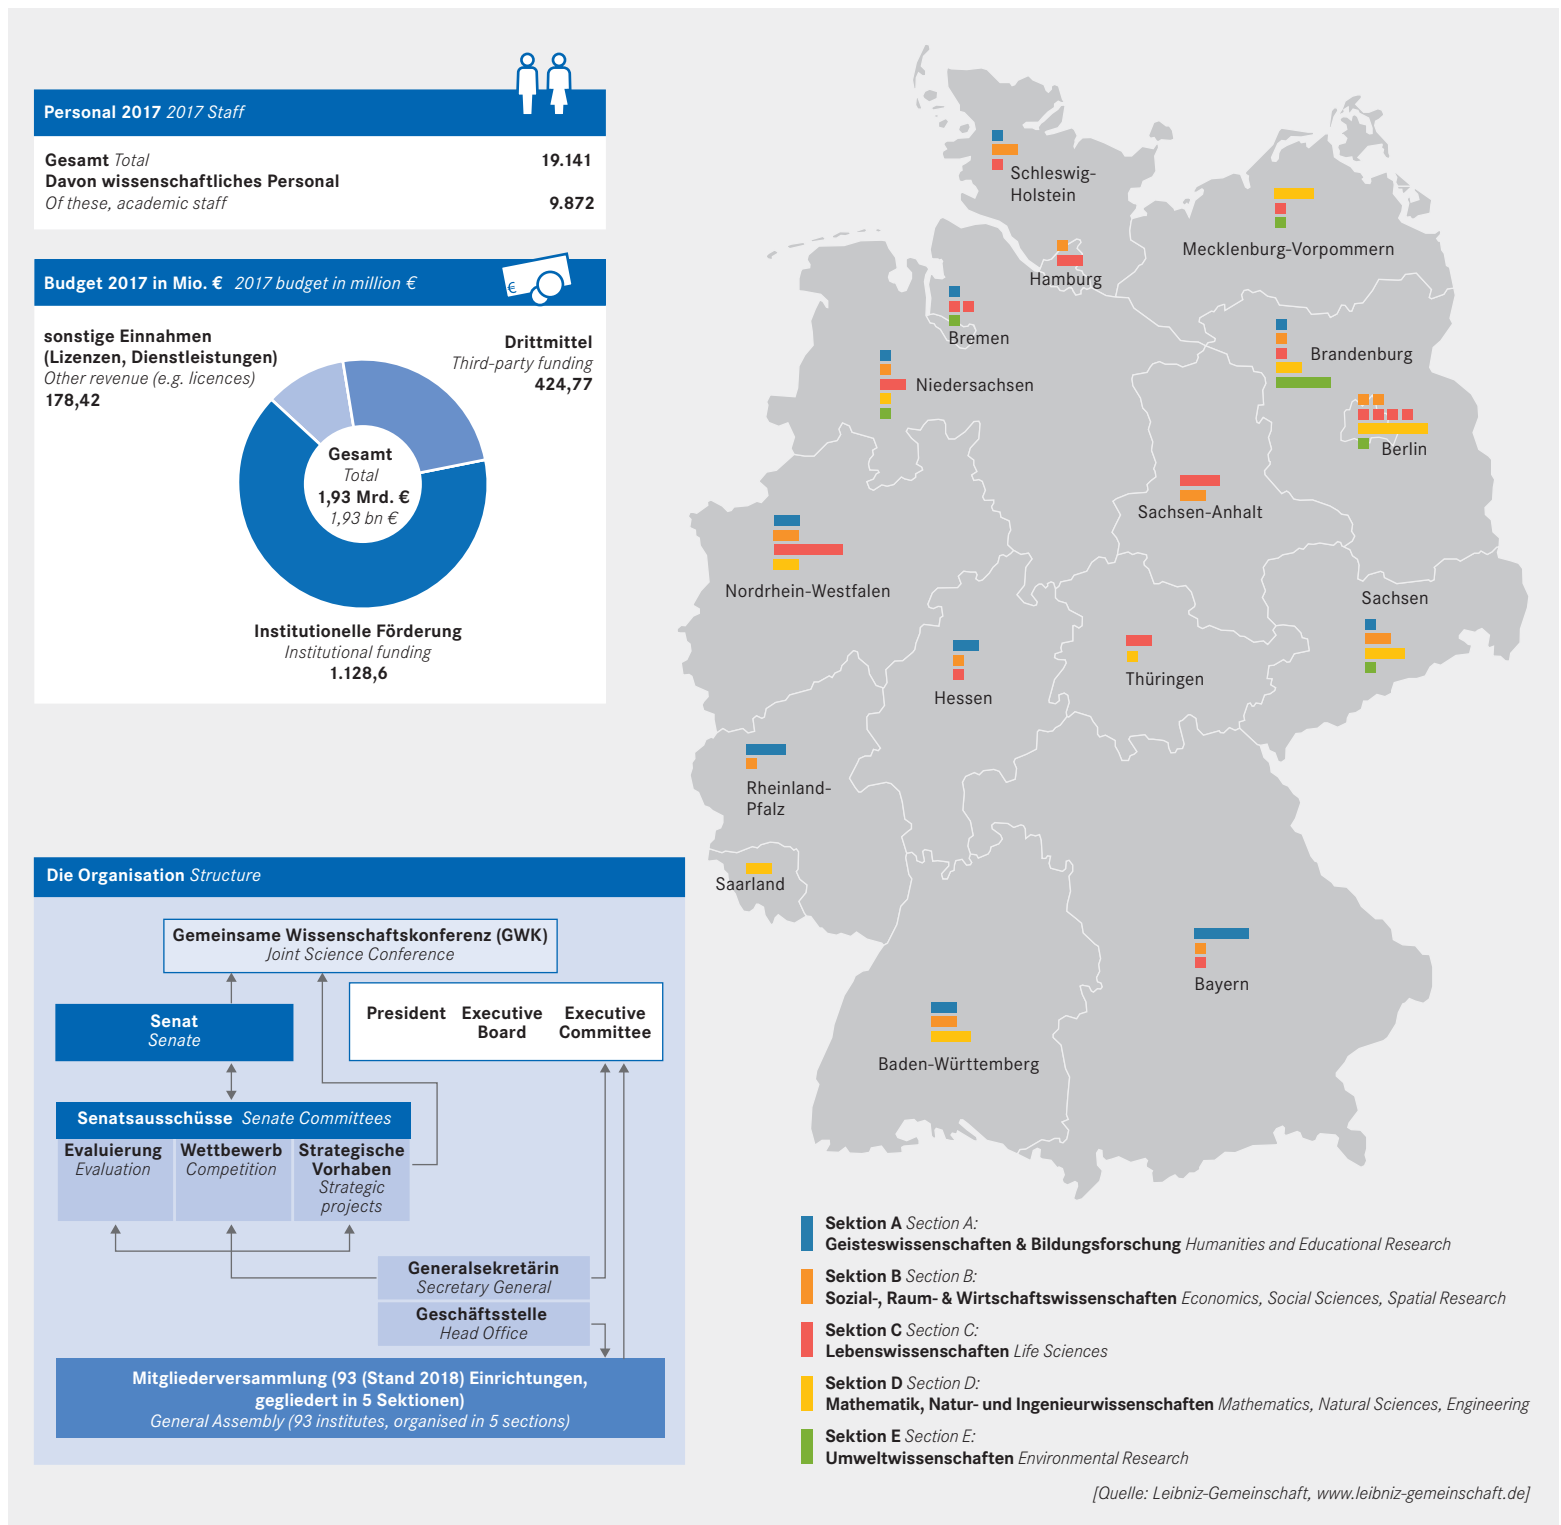 Personal 2017 2017 Staff
Gesamt Total 19.141
Davon wissenschaftliches Personal
Of these, academic staff 9.872
Budget 2017 in Mio. € 2017 budget in million €
€
sonstige Einnahmen
(Lizenzen, Dienstleistungen)
Other revenue (e.g. licences)
178,42
Drittmittel
Third-party funding
424,77
Gesamt
Total
1,93 Mrd. €
1,93 bn €
Institutionelle Förderung
Institutional funding
1.128,6
Die Organisation Structure
Gemeinsame Wissenschaftskonferenz (GWK)
Joint Science Conference
Senat
Senate
President
Executive
Board
Executive
Committee
Senatsausschüsse Senate Committees
Evaluierung
Evaluation
Wettbewerb
Competition
Strategische
Vorhaben
Strategic
projects
Generalsekretärin
Secretary General
Geschäftsstelle
Head Office
Mitgliederversammlung (93 (Stand 2018) Einrichtungen,
gegliedert in 5 Sektionen)
General Assembly (93 institutes, organised in 5 sections)
Schleswig-
Holstein
Mecklenburg-Vorpommern
Hamburg
Bremen
Brandenburg
Niedersachsen
Berlin
Sachsen-Anhalt
Nordrhein-Westfalen
Sachsen
Thüringen
Hessen
Rheinland-
Pfalz
Saarland
Bayern
Baden-Württemberg
Sektion A Section A:
Geisteswissenschaften & Bildungsforschung Humanities and Educational Research
Sektion B Section B:
Sozial-, Raum- & Wirtschaftswissenschaften Economics, Social Sciences, Spatial Research
Sektion C Section C:
Lebenswissenschaften Life Sciences
Sektion D Section D:
Mathematik, Natur- und Ingenieurwissenschaften Mathematics, Natural Sciences, Engineering
Sektion E Section E:
Umweltwissenschaften Environmental Research
[Quelle: Leibniz-Gemeinschaft, www.leibniz-gemeinschaft.de]